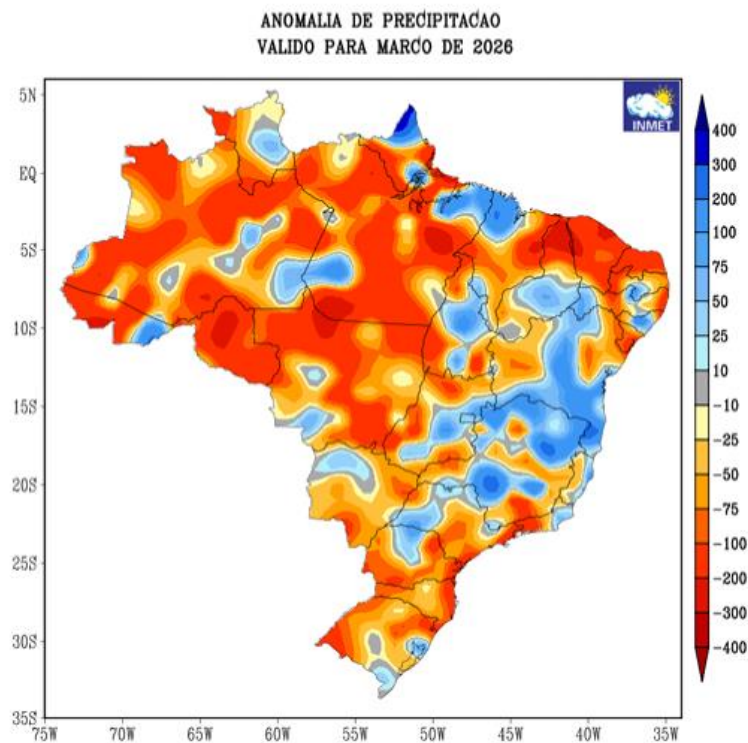 ANOMALIA DE PRECIPITACAO
VALIDO PARA MARCO DE 2026
INMET
5N
EQ
5S
10S
15S
20S
25S
30S
35S
75W 70W 65W 60W 55W 50W 45W 40W 35W
400
300
200
100
75
50
25
10
-10
-25
-50
-75
-100
-200
-300
-400